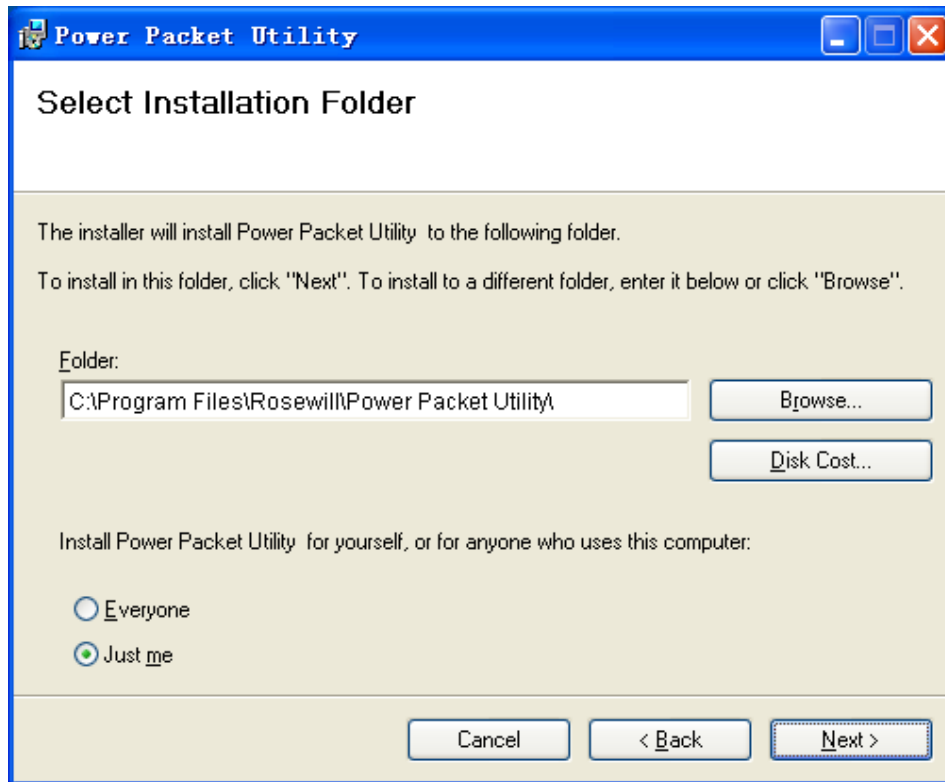 Power Packet Utility
Select Installation Folder
The installer will install Power Packet Utility  to the following folder.
To install in this folder, click "Next". To install to a different folder, enter it below or click "Browse".
Folder:
C:\Program Files\Rosewill\Power Packet Utility\
Browse...
Disk Cost...
Install Power Packet Utility  for yourself, or for anyone who uses this computer:
Everyone
Just me
Cancel
< Back
Next >